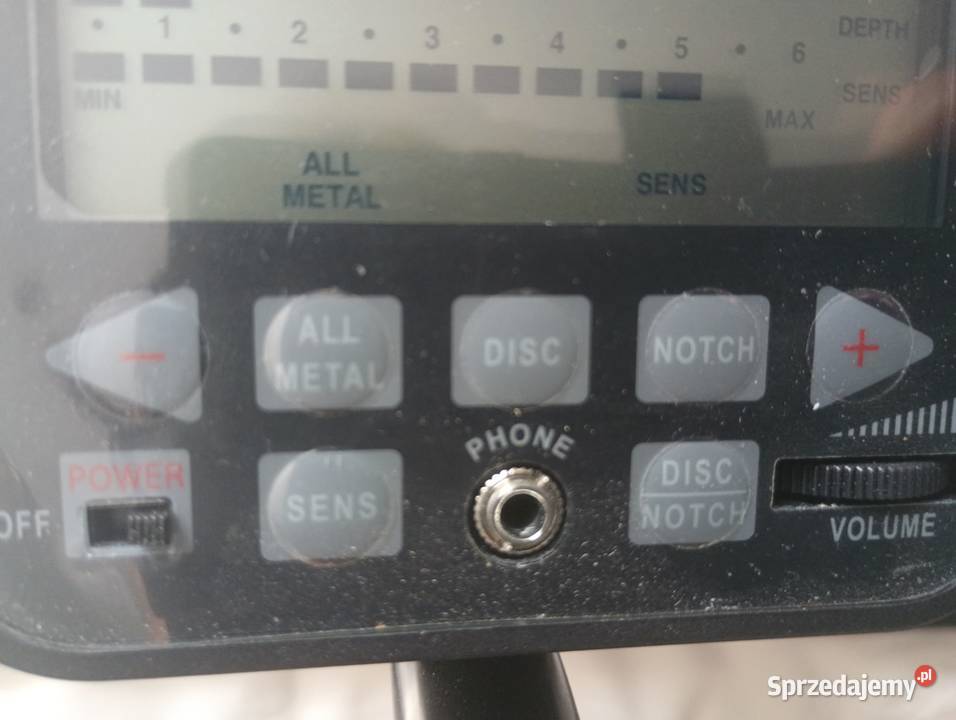 1 2 3 4 5 6 DEPTH
MIN MAX SENS
ALL
METAL
SENS
− ALL
METAL
DISC
NOTCH
+
POWER
OFF
SENS
PHONE
DISC
NOTCH
VOLUME
Sprzedajemy.pl